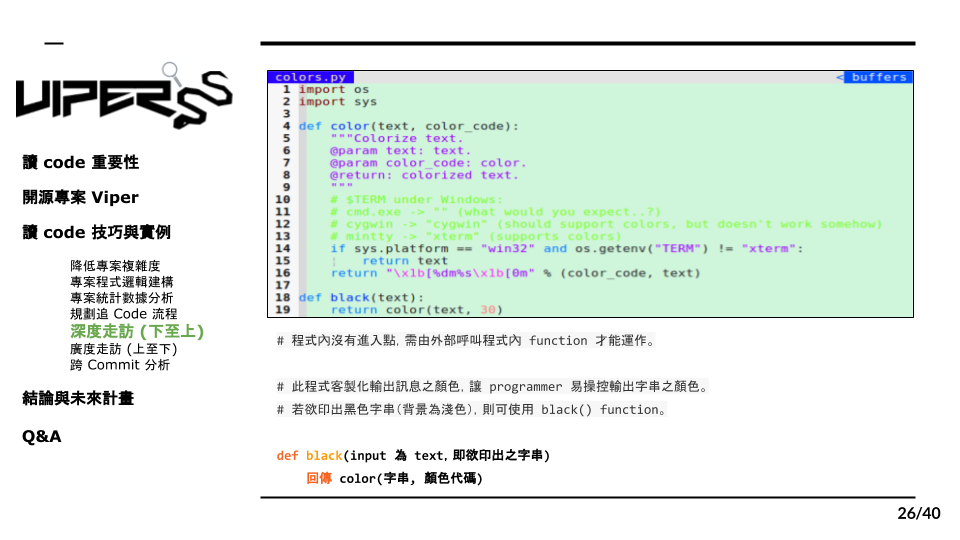 VIPER
讀 code 重要性
開源專案 Viper
讀 code 技巧與實例
降低專案複雜度
專案程式邏輯建構
專案統計數據分析
規劃追 Code 流程
深度走訪 (下至上)
廣度走訪 (上至下)
跨 Commit 分析
結論與未來計畫
Q&A
colors.py < buffers
1 import os
2 import sys
3
4 def color(text, color_code):
5 """Colorize text.
6 @param text: text.
7 @param color_code: color.
8 @return: colorized text.
9 """
10 # $TERM under Windows:
11 # cmd.exe -> "" (what would you expect..?)
12 # cygwin -> "cygwin" (should support colors, but doesn't work somehow)
13 # mintty -> "xterm" (supports colors)
14 if sys.platform == "win32" and os.getenv("TERM") != "xterm":
15 ¦ return text
16 return "\x1b[%dm%s\x1b[0m" % (color_code, text)
17
18 def black(text):
19 return color(text, 30)
# 程式內沒有進入點, 需由外部呼叫程式內 function 才能運作。
# 此程式客製化輸出訊息之顏色, 讓 programmer 易操控輸出字串之顏色。
# 若欲印出黑色字串(背景為淺色), 則可使用 black() function。
def black(input 為 text, 即欲印出之字串)
回傳 color(字串, 顏色代碼)
26/40